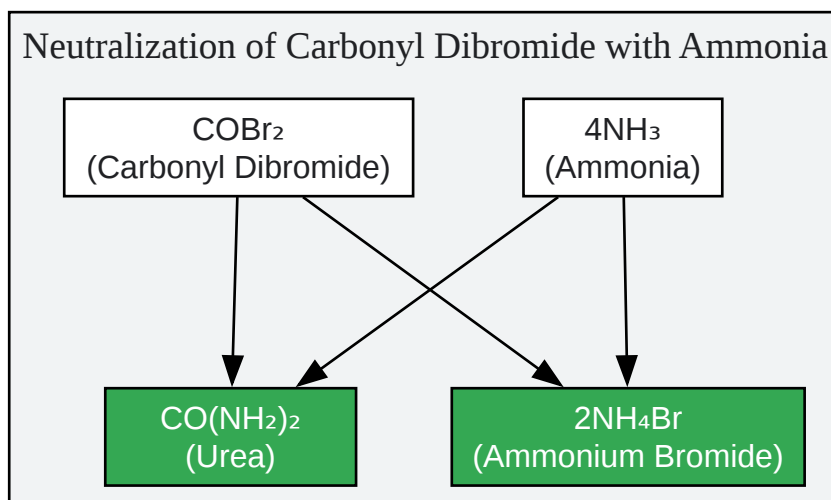 Neutralization of Carbonyl Dibromide with Ammonia
COBr₂
(Carbonyl Dibromide)
4NH₃
(Ammonia)
CO(NH₂)₂
(Urea)
2NH₄Br
(Ammonium Bromide)